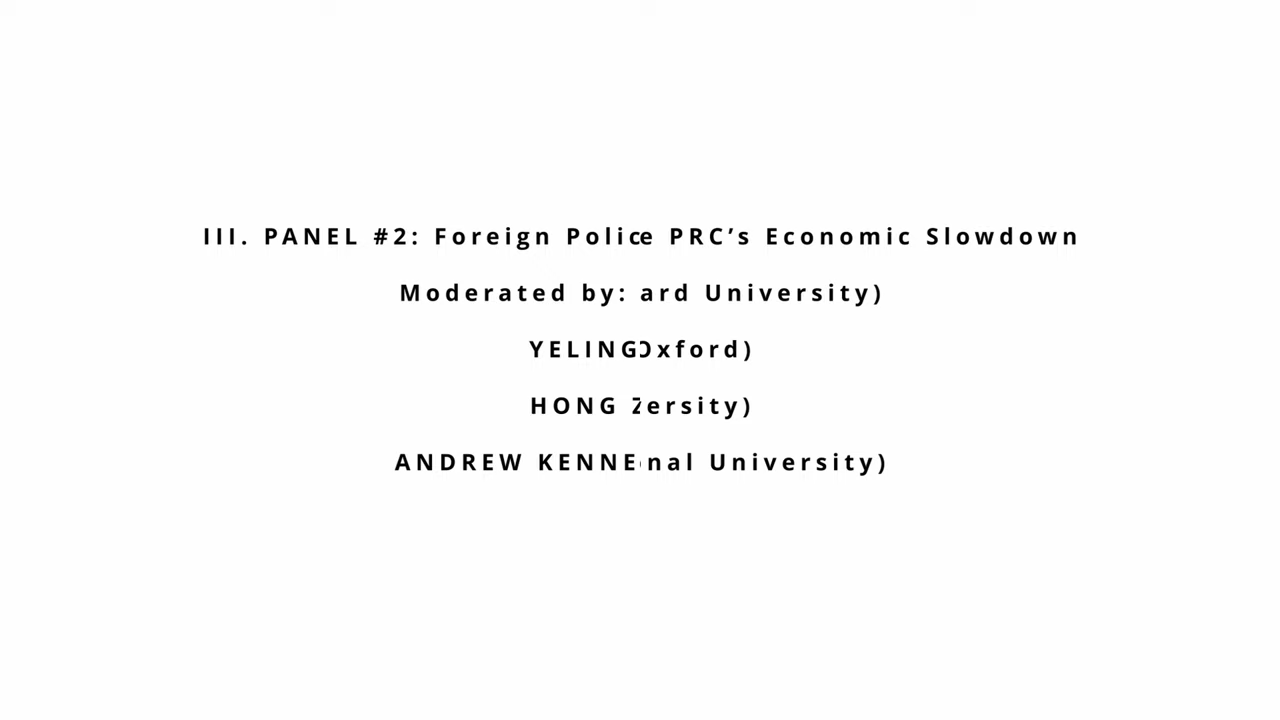 III. PANEL #2: Foreign Police PRC’s Economic Slowdown
Moderated by: ard University)
YELING xford)
HONG ersity)
ANDREW KENNE nal University)